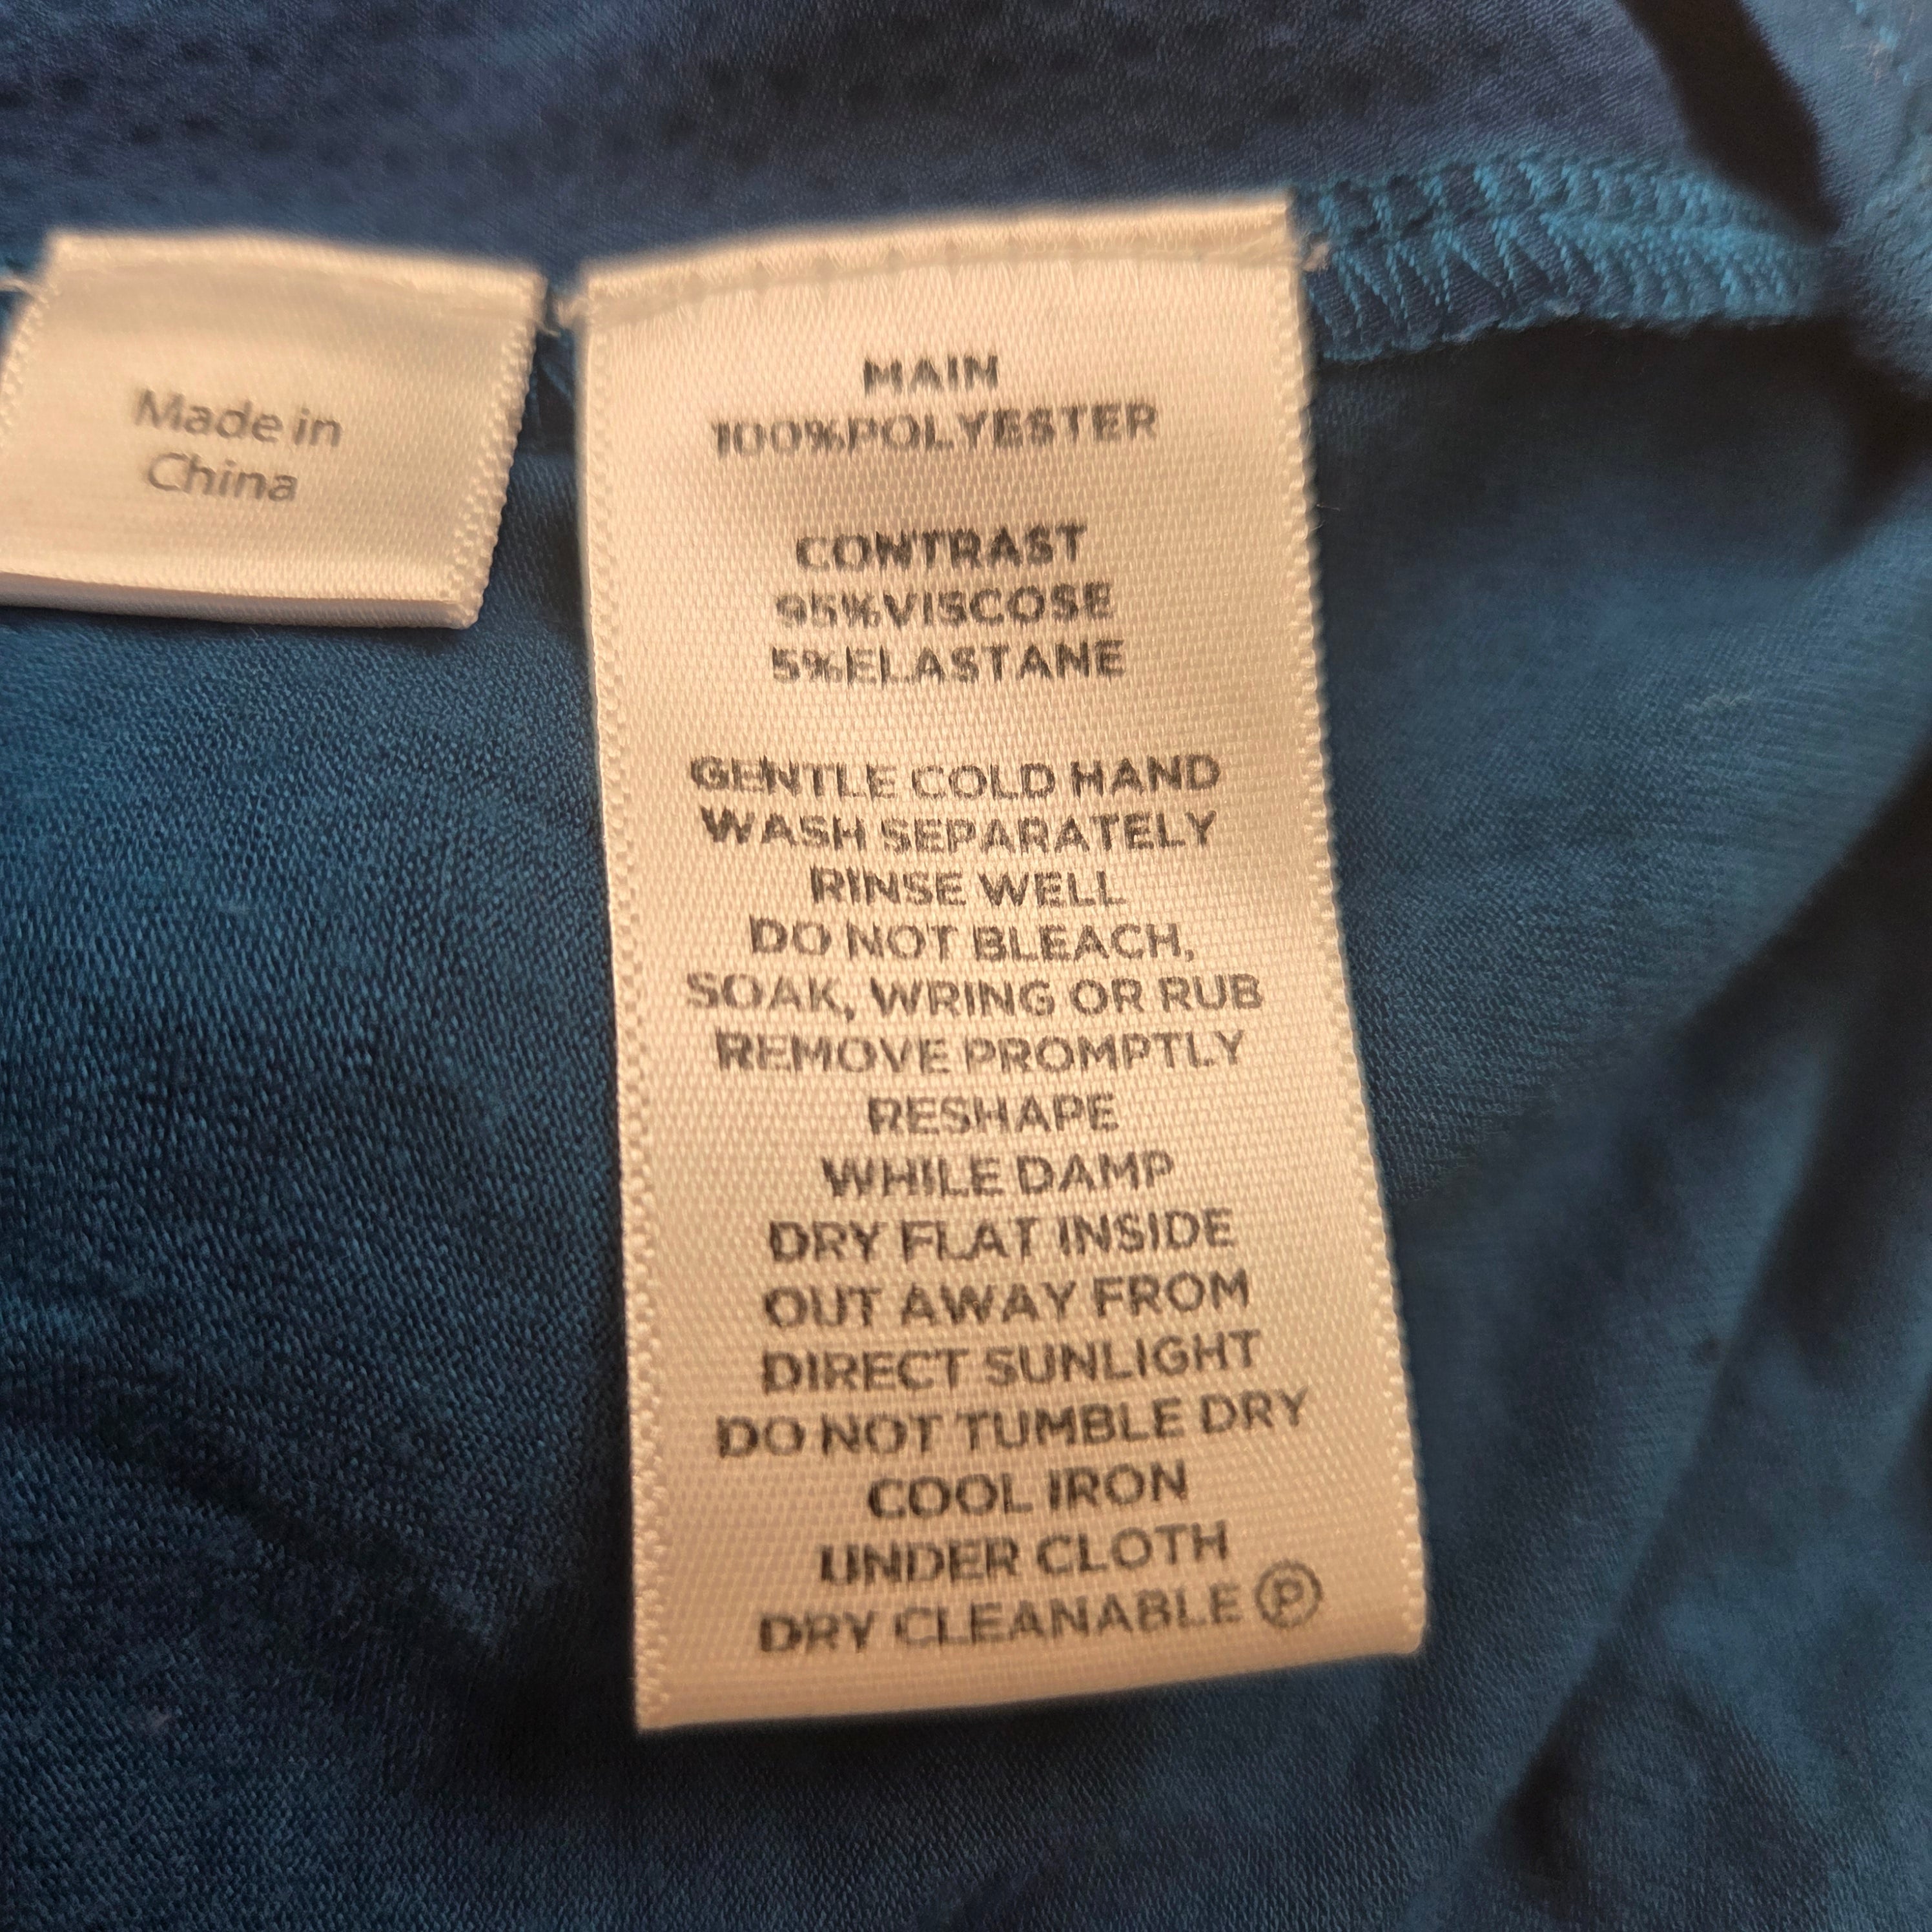 Made in
China
MAIN
100%POLYESTER
CONTRAST
95%VISCOSE
5%ELASTANE
GENTLE COLD HAND
WASH SEPARATELY
RINSE WELL
DO NOT BLEACH,
SOAK, WRING OR RUB
REMOVE PROMPTLY
RESHAPE
WHILE DAMP
DRY FLAT INSIDE
OUT AWAY FROM
DIRECT SUNLIGHT
DO NOT TUMBLE DRY
COOL IRON
UNDER CLOTH
DRY CLEANABLE Ⓟ